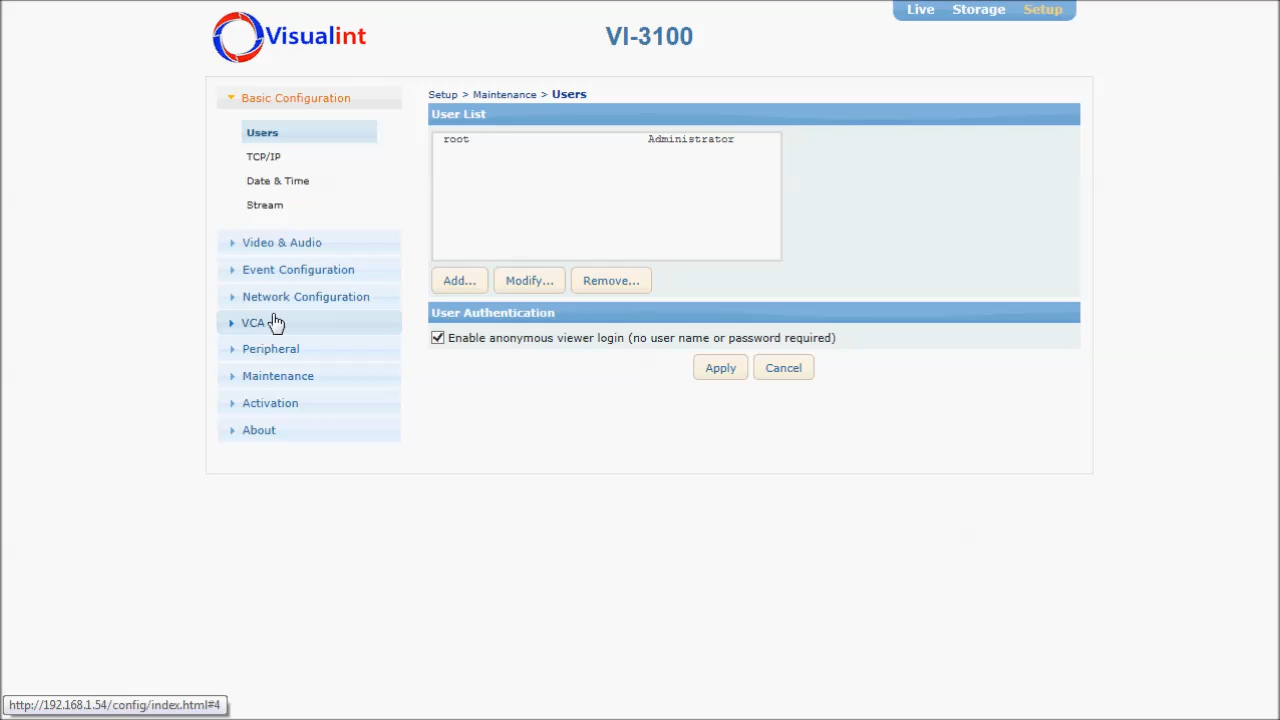 Live Storage Setup
Visualint
VI-3100
Basic Configuration
Users
TCP/IP
Date & Time
Stream
Video & Audio
Event Configuration
Network Configuration
VCA
Peripheral
Maintenance
Activation
About
Setup > Maintenance > Users
User List
root Administrator
Add... Modify... Remove...
User Authentication
Enable anonymous viewer login (no user name or password required)
Apply Cancel
http://192.168.1.54/config/index.html#4